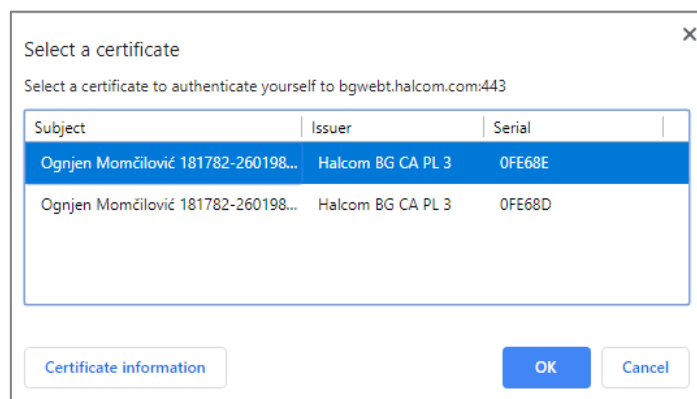 Select a certificate
Select a certificate to authenticate yourself to bgwebt.halcom.com:443
Subject Issuer Serial
Ognjen Momčilović 181782-260198... Halcom BG CA PL 3 0FE68E
Ognjen Momčilović 181782-260198... Halcom BG CA PL 3 0FE68D
Certificate information OK Cancel